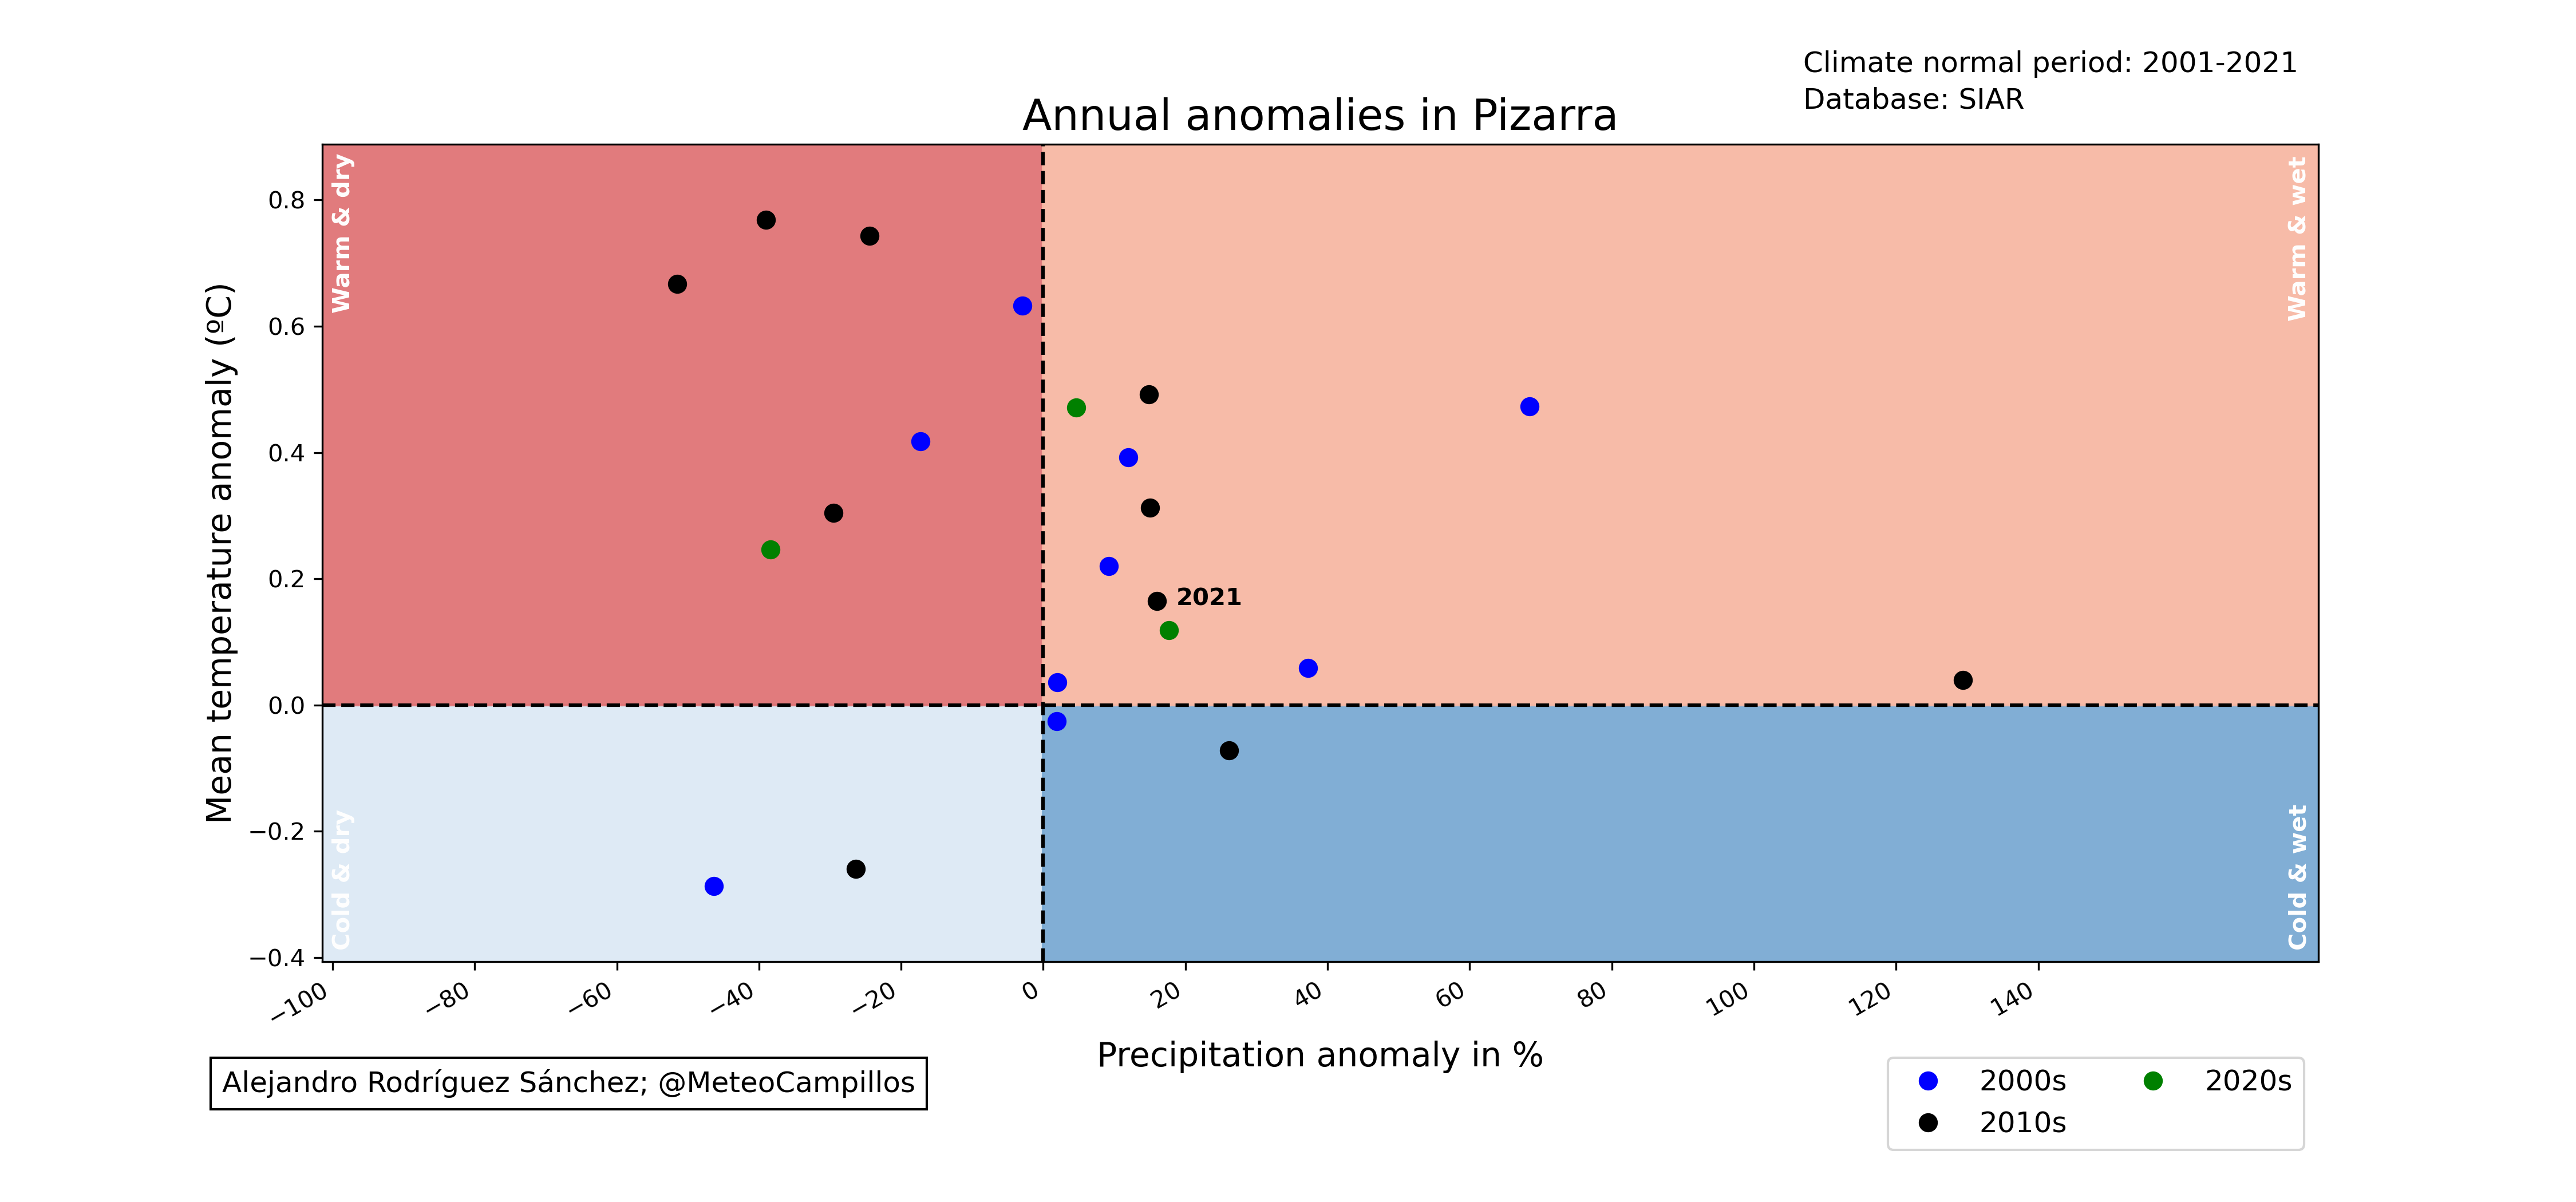 Climate normal period: 2001-2021
Database: SIAR
Annual anomalies in Pizarra
Warm & dry
Warm & wet
Mean temperature anomaly (ºC)
0.8
0.6
0.4
0.2
0.0
−0.2
−0.4
2021
Cold & dry
Cold & wet
−100 −80 −60 −40 −20 0 20 40 60 80 100 120 140
Precipitation anomaly in %
Alejandro Rodríguez Sánchez; @MeteoCampillos
2000s 2020s
2010s